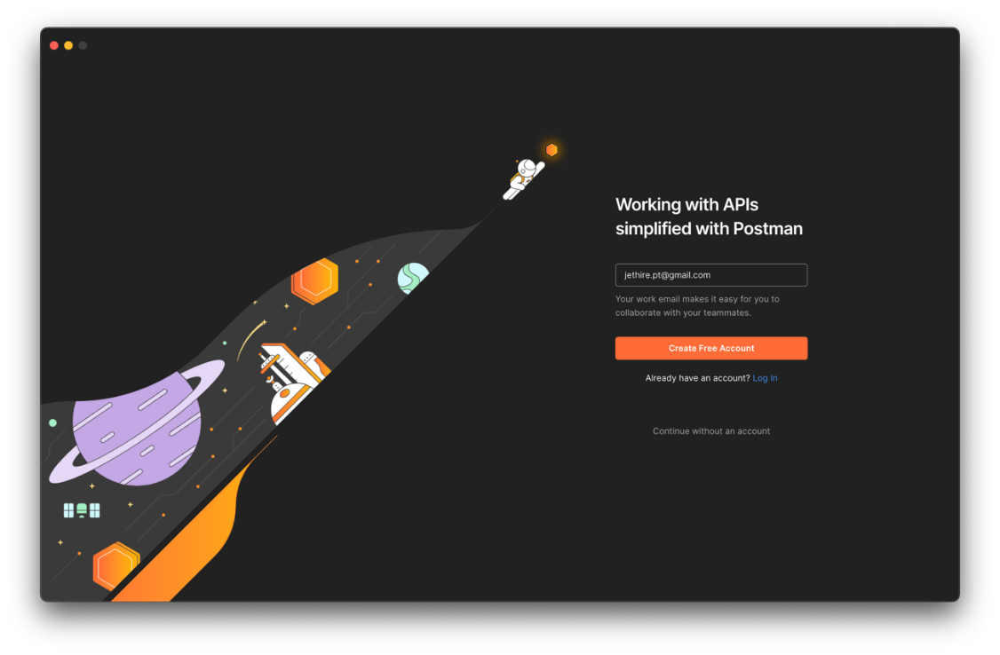 Working with APIs
simplified with Postman
jethire.pt@gmail.com
Your work email makes it easy for you to
collaborate with your teammates.
Create Free Account
Already have an account? Log In
Continue without an account